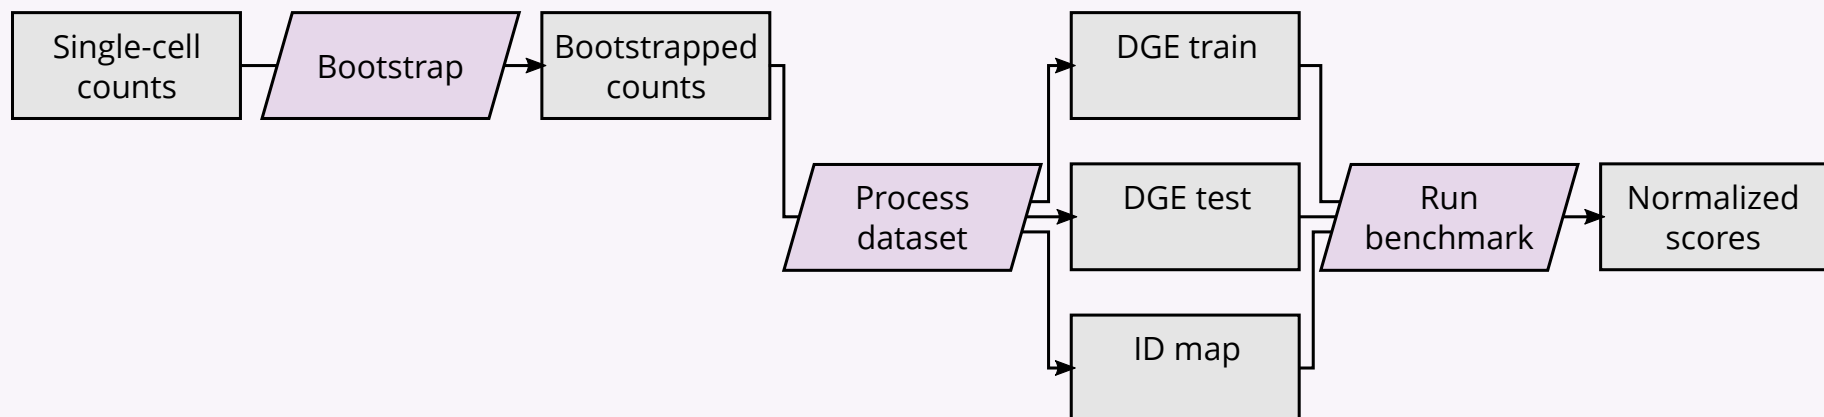 Single-cell
counts
Bootstrap
Bootstrapped
counts
Process
dataset
DGE train
DGE test
ID map
Run
benchmark
Normalized
scores